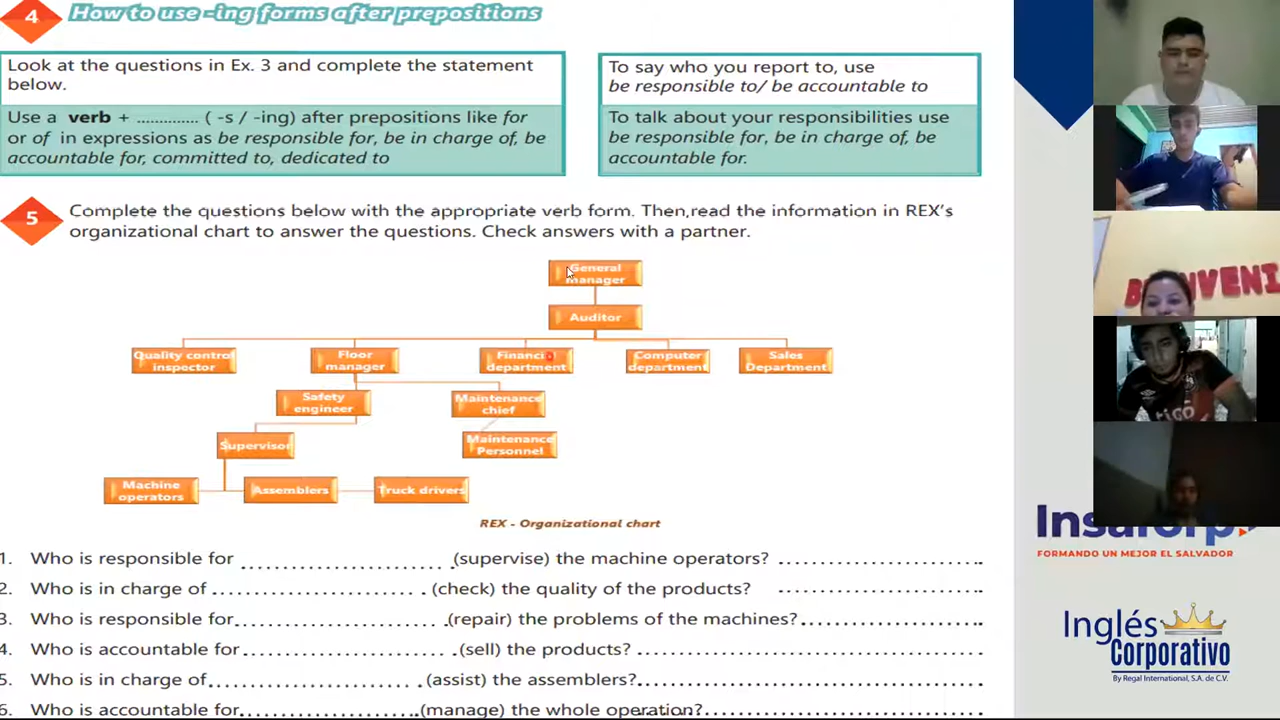 4
How to use -ing forms after prepositions
Look at the questions in Ex. 3 and complete the statement
below.
Use a verb + .............. ( -s / -ing) after prepositions like for
or of in expressions as be responsible for, be in charge of, be
accountable for, committed to, dedicated to
To say who you report to, use
be responsible to/ be accountable to
To talk about your responsibilities use
be responsible for, be in charge of, be
accountable for.
5
Complete the questions below with the appropriate verb form. Then,read the information in REX's
organizational chart to answer the questions. Check answers with a partner.
General
manager
Auditor
Quality control
inspector
Floor
manager
Financial
department
Computer
department
Sales
Department
Safety
engineer
Maintenance
chief
Supervisor
Maintenance
Personnel
Machine
operators
Assemblers
Truck drivers
REX - Organizational chart
1. Who is responsible for ........................ (supervise) the machine operators? ........................
2. Who is in charge of ........................ (check) the quality of the products? ........................
3. Who is responsible for ........................ (repair) the problems of the machines? ........................
4. Who is accountable for ........................ (sell) the products? ........................
5. Who is in charge of ........................ (assist) the assemblers? ........................
6. Who is accountable for ........................ (manage) the whole operation? ........................
Insaforp
FORMANDO UN MEJOR EL SALVADOR
Inglés
Corporativo
By Regal International, S.A. de C.V.